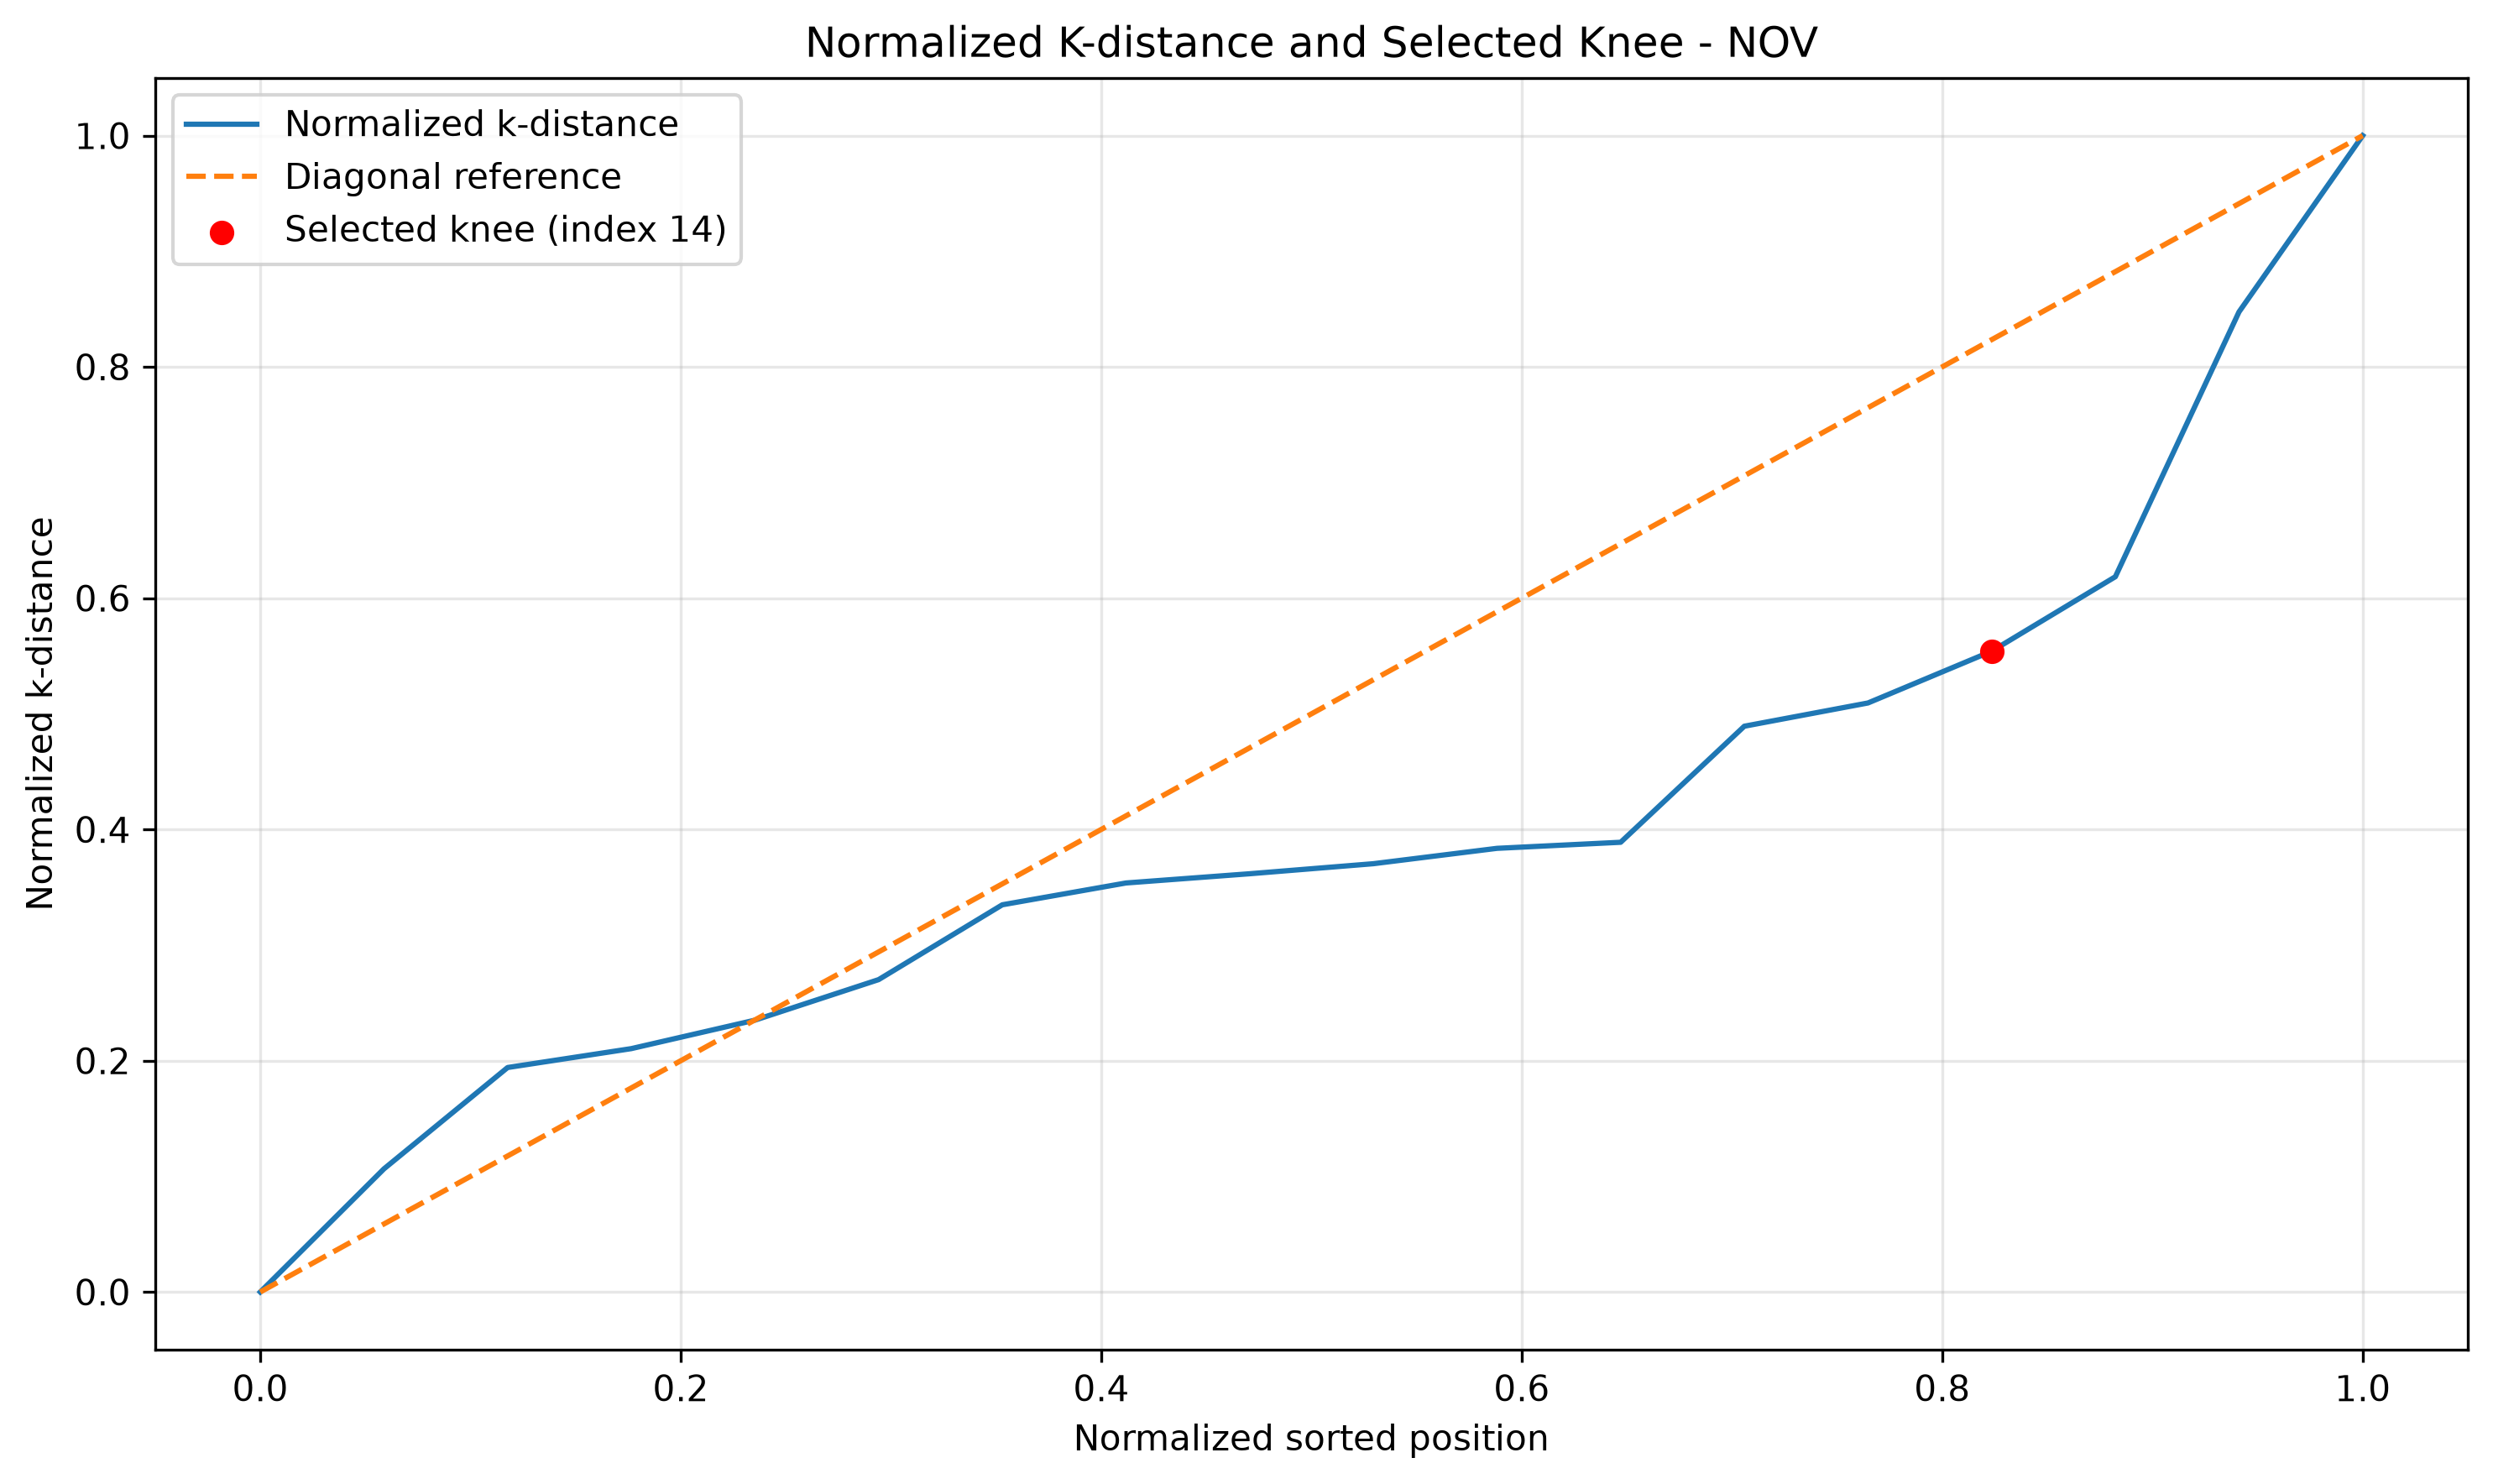 Normalized K-distance and Selected Knee - NOV
Normalized k-distance
Diagonal reference
Selected knee (index 14)
1.0
0.8
0.6
0.4
0.2
0.0
Normalized k-distance
0.0 0.2 0.4 0.6 0.8 1.0
Normalized sorted position